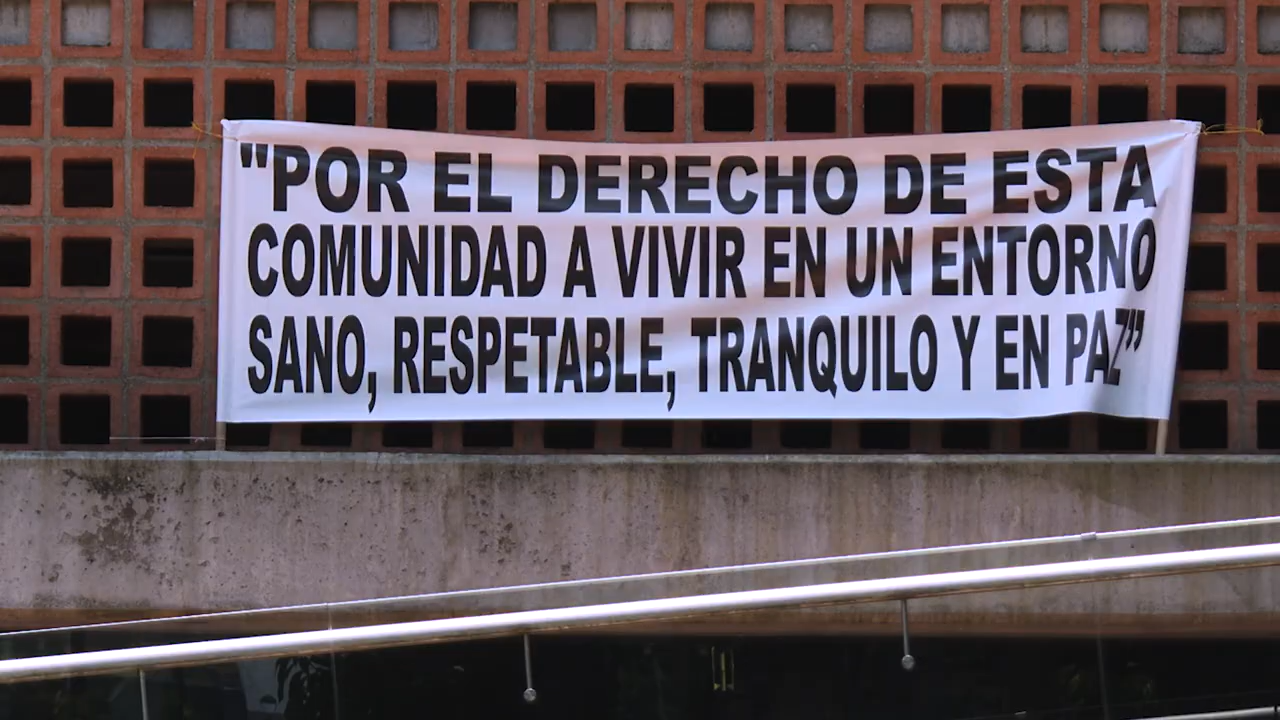 "POR EL DERECHO DE ESTA
COMUNIDAD A VIVIR EN UN ENTORNO
SANO, RESPETABLE, TRANQUILO Y EN PAZ”